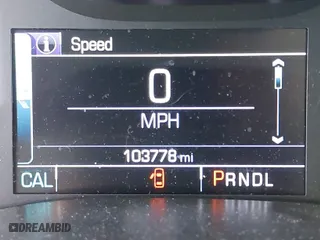 Speed
0
MPH
103778 mi
CAL PRNDL
DREAMBID